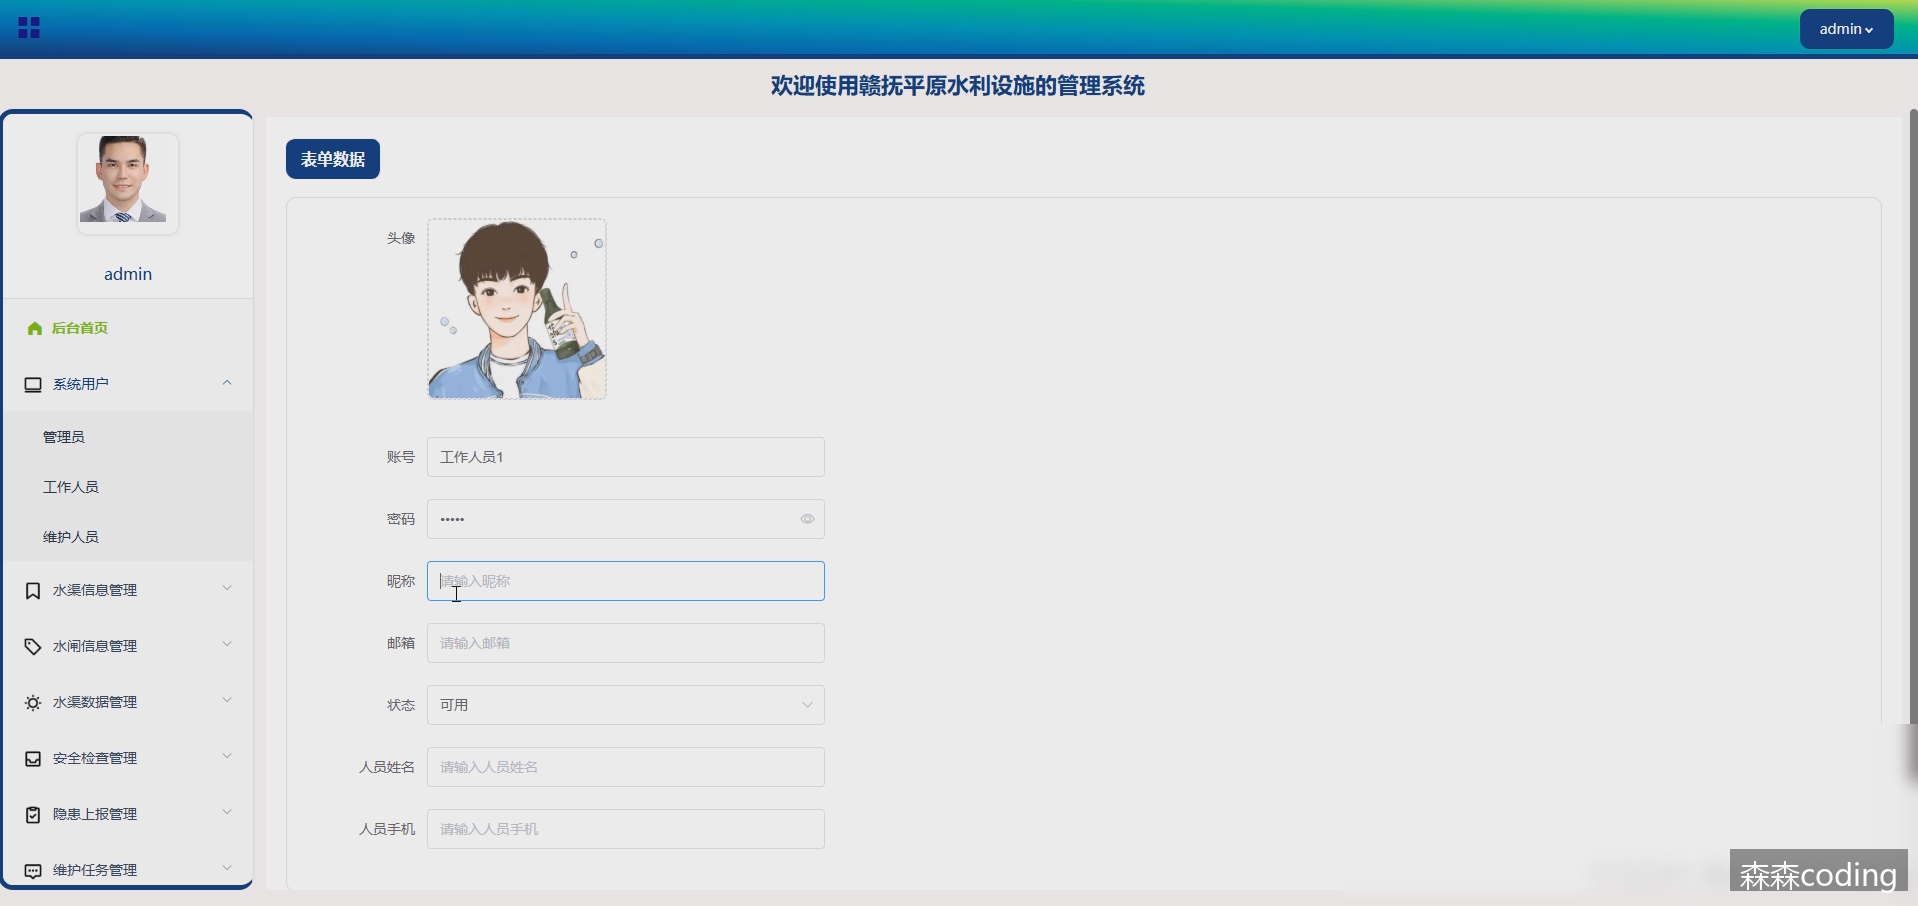 admin
欢迎使用赣抚平原水利设施的管理系统
admin
后台首页
系统用户
管理员
工作人员
维护人员
水渠信息管理
水闸信息管理
水渠数据管理
安全检查管理
隐患上报管理
维护任务管理
表单数据
头像
账号 工作人员1
密码 •••••
昵称 请输入昵称
邮箱 请输入邮箱
状态 可用
人员姓名 请输入人员姓名
人员手机 请输入人员手机
森森coding